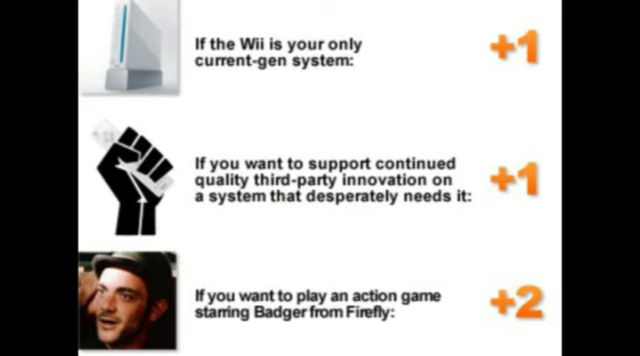 If the Wii is your only
current-gen system:
+1
If you want to support continued
quality third-party innovation on
a system that desperately needs it:
+1
If you want to play an action game
starring Badger from Firefly:
+2